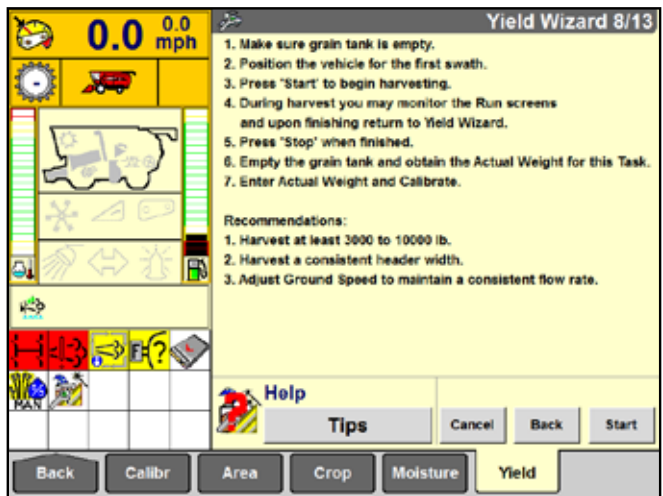 0.0
0.0
mph
Yield Wizard 8/13
1. Make sure grain tank is empty.
2. Position the vehicle for the first swath.
3. Press 'Start' to begin harvesting.
4. During harvest you may monitor the Run screens
and upon finishing return to Yield Wizard.
5. Press 'Stop' when finished.
6. Empty the grain tank and obtain the Actual Weight for this Task.
7. Enter Actual Weight and Calibrate.
Recommendations:
1. Harvest at least 3000 to 10000 lb.
2. Harvest a consistent header
width.
3. Adjust Ground Speed to maintain a consistent flow rate.
F(?
MAN
Help
Tips
Cancel
Back
Start
Back
Calibr
Area
Crop
Moisture
Yield